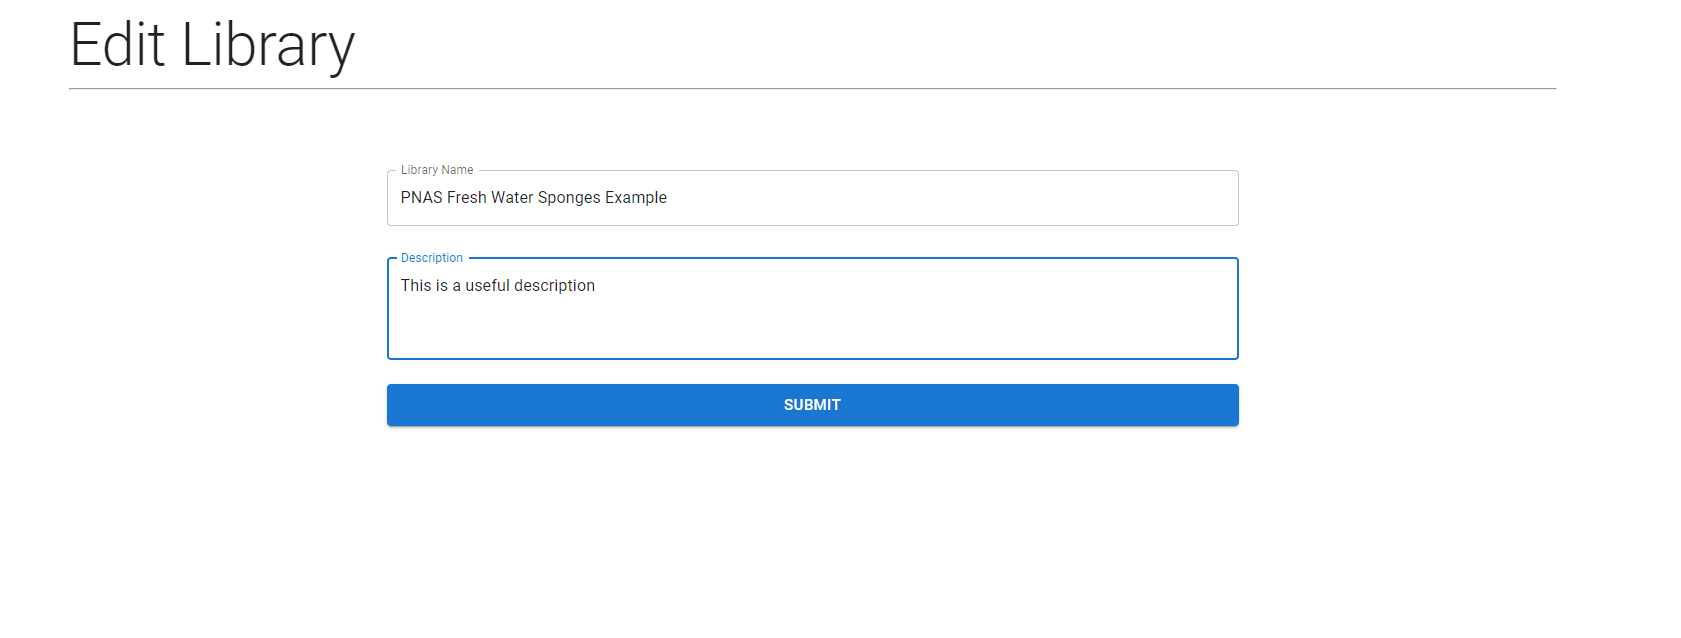 Edit Library
Library Name
PNAS Fresh Water Sponges Example
Description
This is a useful description
SUBMIT